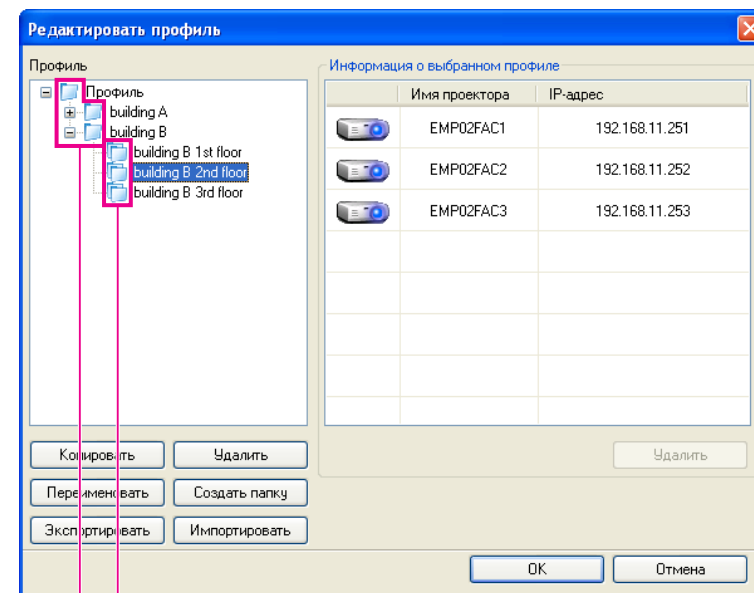 Редактировать профиль
Профиль
Профиль
building A
building B
building B 1st floor
building B 2nd floor
building B 3rd floor
Информация о выбранном профиле
Имя проектора IP-адрес
EMP02FAC1 192.168.11.251
EMP02FAC2 192.168.11.252
EMP02FAC3 192.168.11.253
Копировать Удалить Удалить
Переименовать Создать папку
Экспортировать Импортировать
OK Отмена